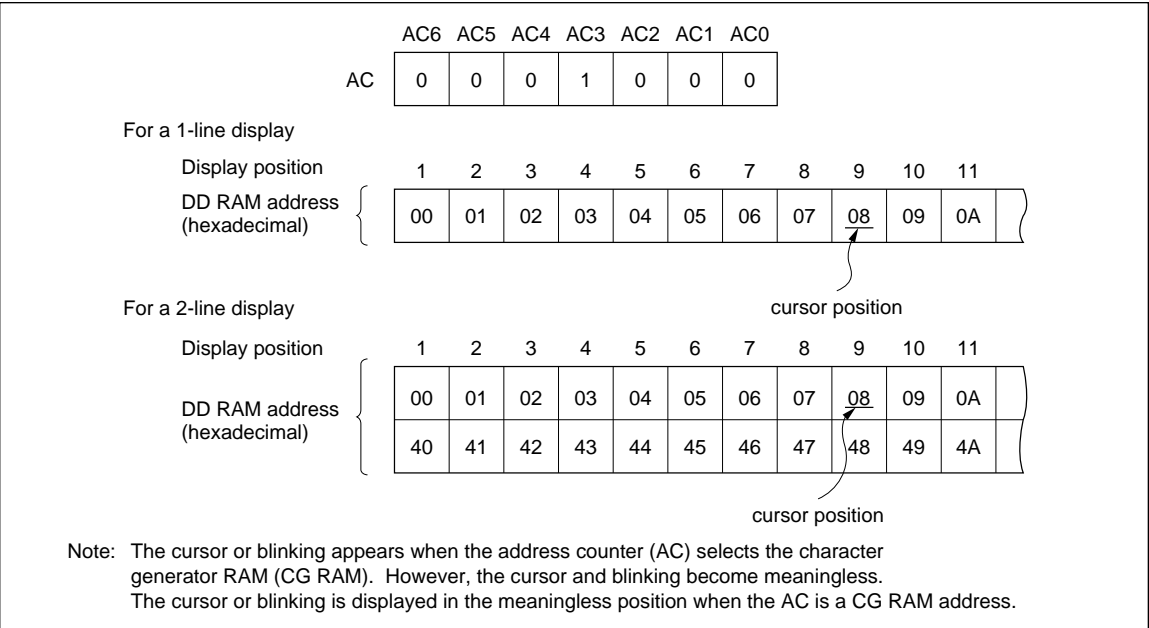 AC6 AC5 AC4 AC3 AC2 AC1 AC0
AC 0 0 0 1 0 0 0
For a 1-line display
Display position 1 2 3 4 5 6 7 8 9 10 11
DD RAM address
(hexadecimal)
00 01 02 03 04 05 06 07 08 09 0A
cursor position
For a 2-line display
Display position 1 2 3 4 5 6 7 8 9 10 11
00 01 02 03 04 05 06 07 08 09 0A
DD RAM address
(hexadecimal)
40 41 42 43 44 45 46 47 48 49 4A
cursor position
Note: The cursor or blinking appears when the address counter (AC) selects the character
generator RAM (CG RAM). However, the cursor and blinking become meaningless.
The cursor or blinking is displayed in the meaningless position when the AC is a CG RAM address.